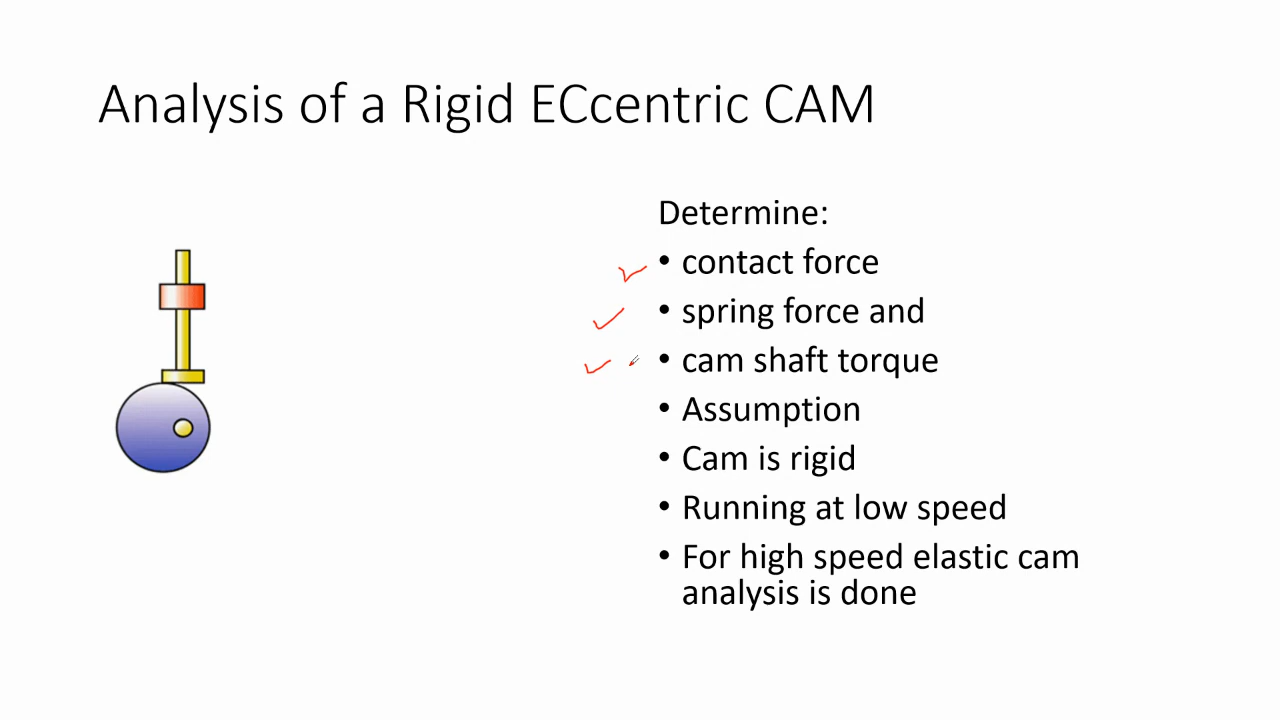 Analysis of a Rigid ECcentric CAM
Determine:
• contact force
• spring force and
• cam shaft torque
• Assumption
• Cam is rigid
• Running at low speed
• For high speed elastic cam
analysis is done